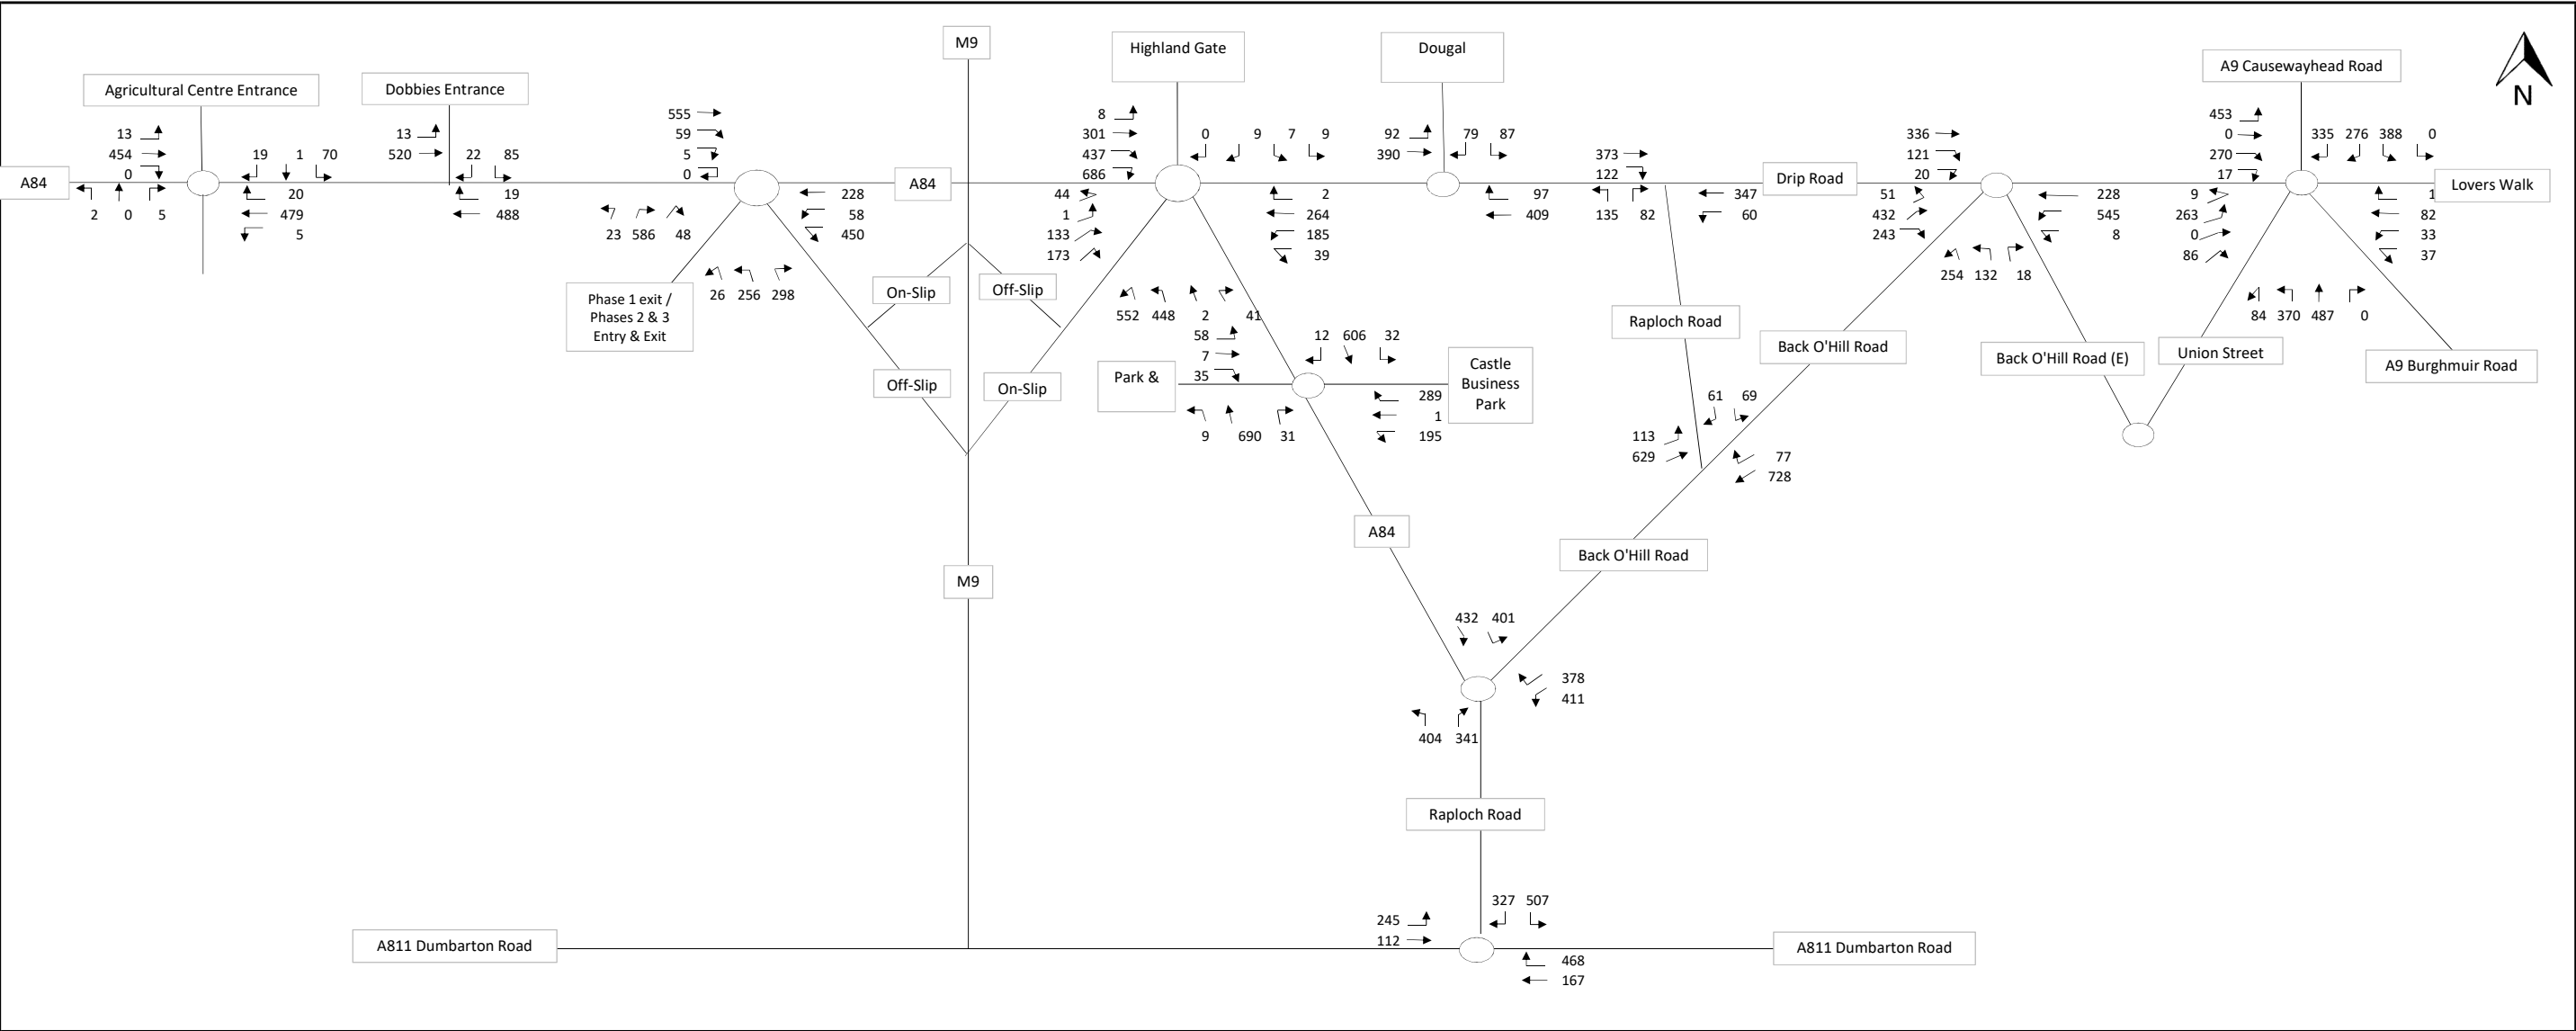 M9
Highland Gate
Dougal
A9 Causewayhead Road
N
Agricultural Centre Entrance
Dobbies Entrance
13
454
0
19 1 70
13
520
22 85
555
59
5
0
8
301
437
686
0 9 7 9
92
390
79 87
373
122
336
121
20
453
0
270
17
335 276 388 0
A84
2 0 5
20
479
5
19
488
23 586 48
228
58
450
A84
44
1
133
173
2
264
185
39
97
409
135 82
347
60
Drip Road
51
432
243
228
545
8
9
263
0
86
1
82
33
37
Lovers Walk
26 256 298
254 132 18
84 370 487 0
Phase 1 exit /
Phases 2 & 3
Entry & Exit
On-Slip
Off-Slip
552 448 2 41
58
7
35
12 606 32
Raploch Road
Back O'Hill Road
Back O'Hill Road (E)
Union Street
A9 Burghmuir Road
Off-Slip
On-Slip
Park &
Castle
Business
Park
9 690 31
289
1
195
61 69
113
629
77
728
A84
Back O'Hill Road
M9
432 401
378
411
404 341
Raploch Road
327 507
245
112
A811 Dumbarton Road
A811 Dumbarton Road
468
167